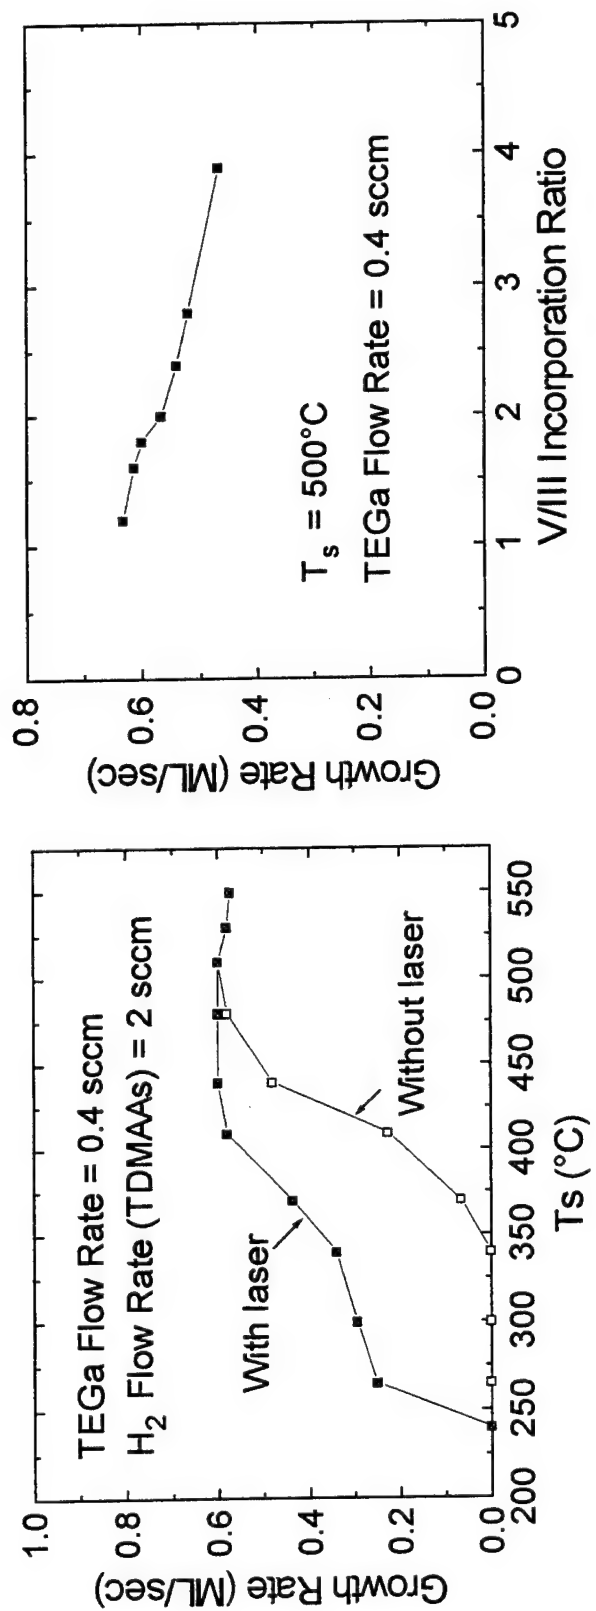 TEGa Flow Rate = 0.4 sccm
H2 Flow Rate (TDMAAs) = 2 sccm
With laser
Without laser
1.0
0.8
0.6
0.4
0.2
0.0
Growth Rate (ML/sec)
200 250 300 350 400 450 500 550
Ts (°C)
Ts = 500°C
TEGa Flow Rate = 0.4 sccm
0.8
0.6
0.4
0.2
0.0
Growth Rate (ML/sec)
0 1 2 3 4 5
V/III Incorporation Ratio